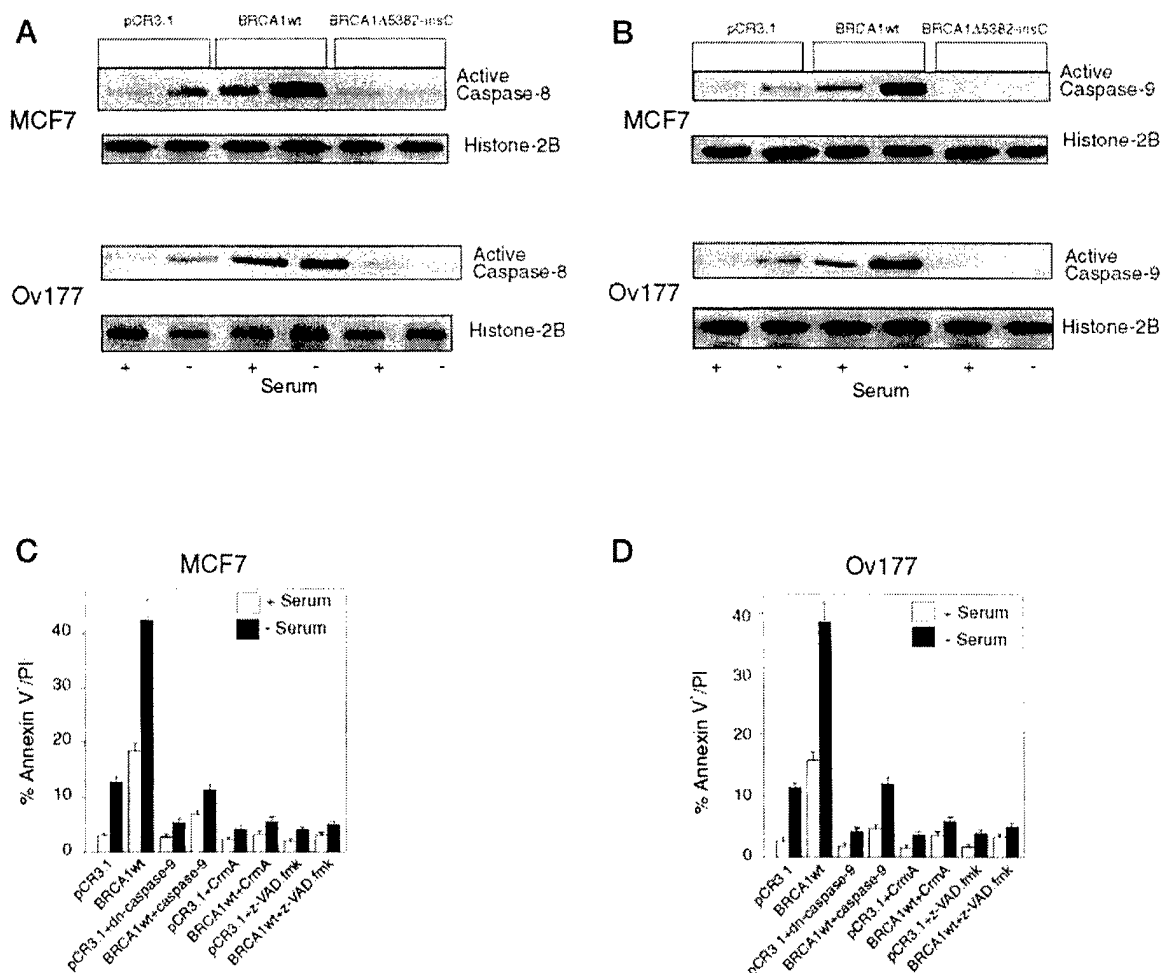 A
pCR3.1 BRCA1wt BRCA1Δ5382-insC
Active
Caspase-8
MCF7
Histone-2B
Active
Caspase-8
Ov177
Histone-2B
+ - + - + -
Serum
B
pCR3.1 BRCA1wt BRCA1Δ5382-insC
Active
Caspase-9
MCF7
Histone-2B
Active
Caspase-9
Ov177
Histone-2B
+ - + - + -
Serum
C
MCF7
+ Serum
- Serum
% Annexin V⁺/PI
40
30
20
10
0
pCR3.1
BRCA1wt
pCR3.1+dn-caspase-9
BRCA1wt+caspase-9
pCR3.1+CrmA
BRCA1wt+CrmA
pCR3.1+z-VAD fmk
BRCA1wt+z-VAD fmk
D
Ov177
+ Serum
- Serum
% Annexin V⁺/PI
40
30
20
10
0
pCR3.1
BRCA1wt
pCR3.1+dn-caspase-9
BRCA1wt+caspase-9
pCR3.1+CrmA
BRCA1wt+CrmA
pCR3.1+z-VAD fmk
BRCA1wt+z-VAD fmk